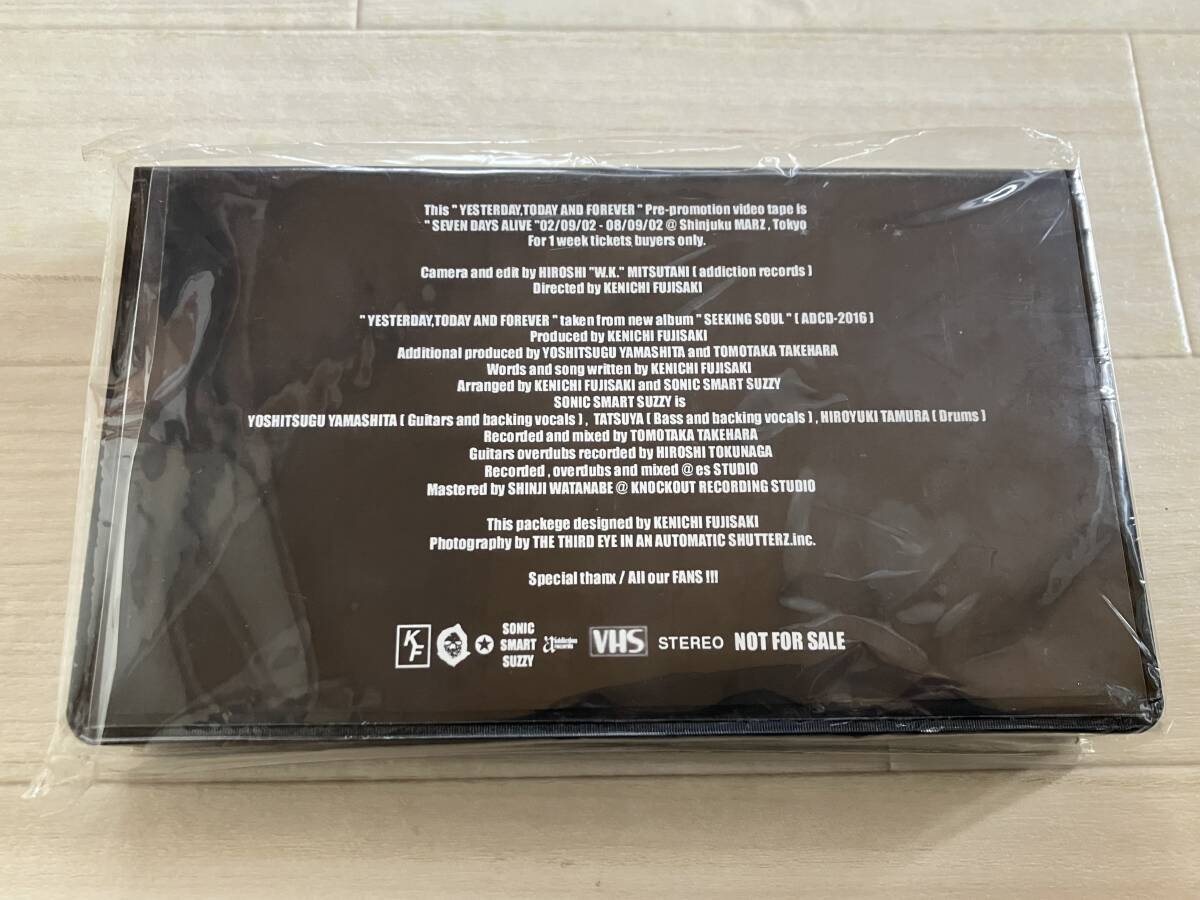 This " YESTERDAY,TODAY AND FOREVER " Pre-promotion video tape is
" SEVEN DAYS ALIVE "02/09/02 - 08/09/02 @ Shinjuku MARZ , Tokyo
For 1 week tickets buyers only.
Camera and edit by HIROSHI "W.K." MITSUTANI ( addiction records )
Directed by KENICHI FUJISAKI
" YESTERDAY,TODAY AND FOREVER " taken from new album " SEEKING SOUL " ( ADCD-2016 )
Produced by KENICHI FUJISAKI
Additional produced by YOSHITSUGU YAMASHITA and TOMOTAKA TAKEHARA
Words and song written by KENICHI FUJISAKI
Arranged by KENICHI FUJISAKI and SONIC SMART SUZZY
SONIC SMART SUZZY is
YOSHITSUGU YAMASHITA ( Guitars and backing vocals ) , TATSUYA ( Bass and backing vocals ) , HIROYUKI TAMURA ( Drums )
Recorded and mixed by TOMOTAKA TAKEHARA
Guitars overdubs recorded by HIROSHI TOKUNAGA
Recorded , overdubs and mixed @ es STUDIO
Mastered by SHINJI WATANABE @ KNOCKOUT RECORDING STUDIO
This packege designed by KENICHI FUJISAKI
Photography by THE THIRD EYE IN AN AUTOMATIC SHUTTERZ.inc.
Special thanx / All our FANS !!!
KF
SONIC
SMART
SUZZY
addiction
records
VHS STEREO NOT FOR SALE